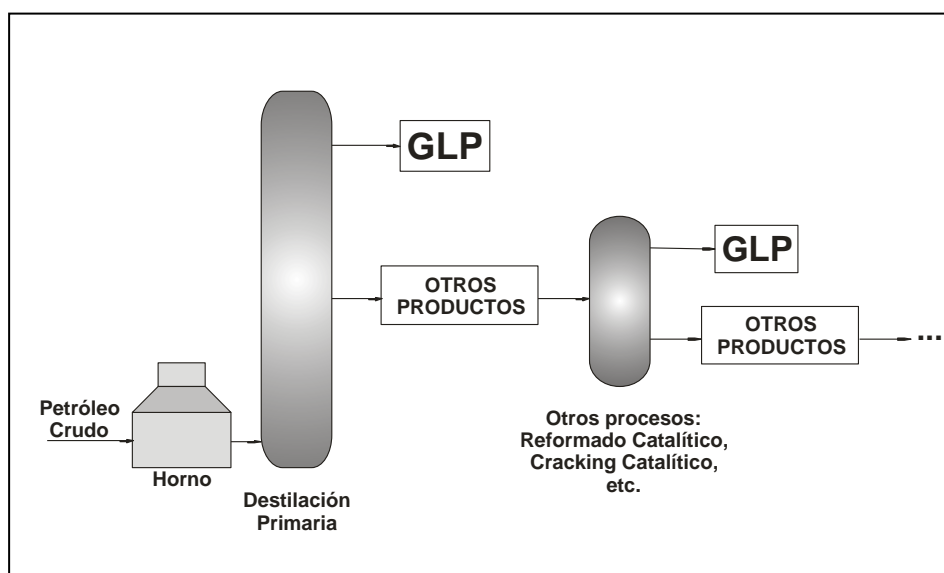 GLP
GLP
OTROS
PRODUCTOS
OTROS
PRODUCTOS
...
Petróleo
Crudo
Horno
Destilación
Primaria
Otros procesos:
Reformado Catalítico,
Cracking Catalítico,
etc.